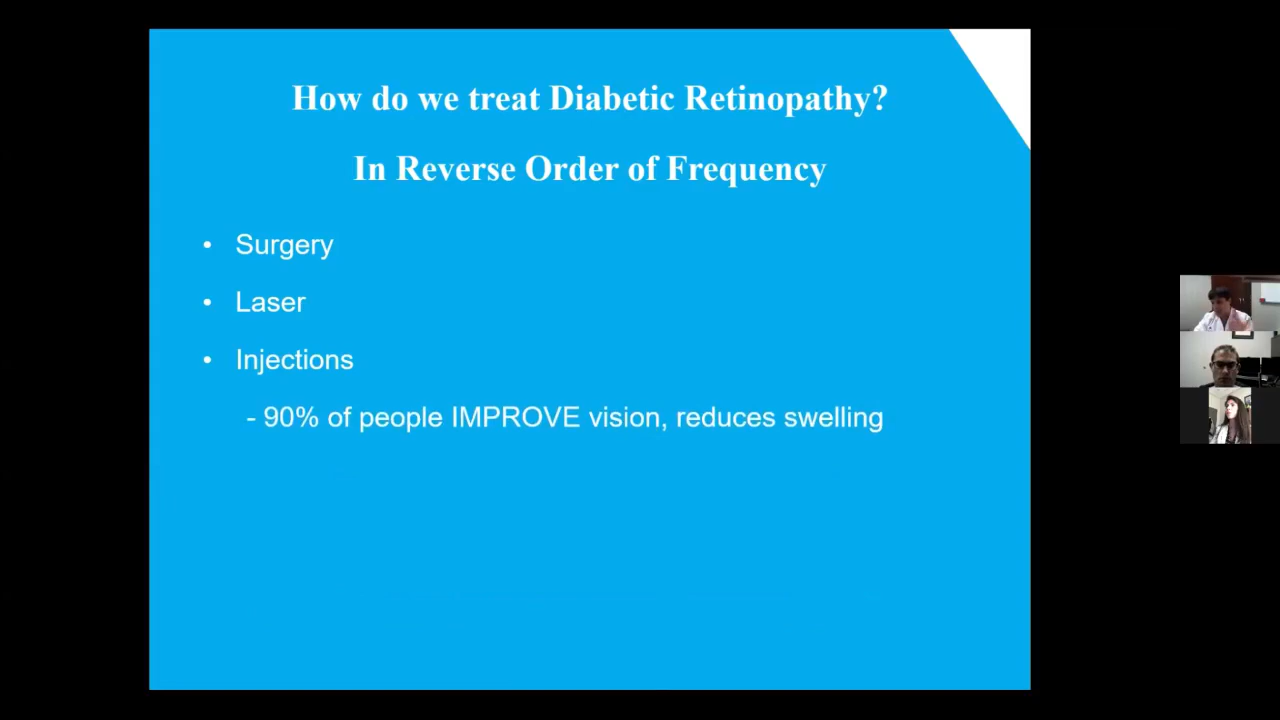 How do we treat Diabetic Retinopathy?
In Reverse Order of Frequency
• Surgery
• Laser
• Injections
- 90% of people IMPROVE vision, reduces swelling